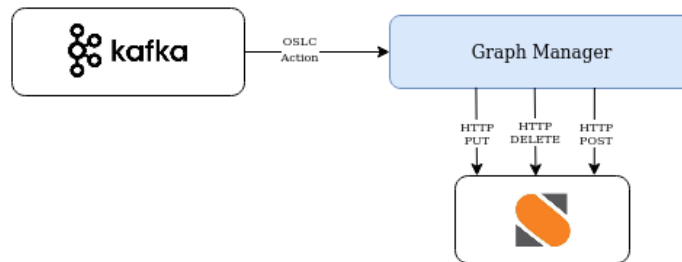 kafka
OSLC
Action
Graph Manager
HTTP
PUT
HTTP
DELETE
HTTP
POST